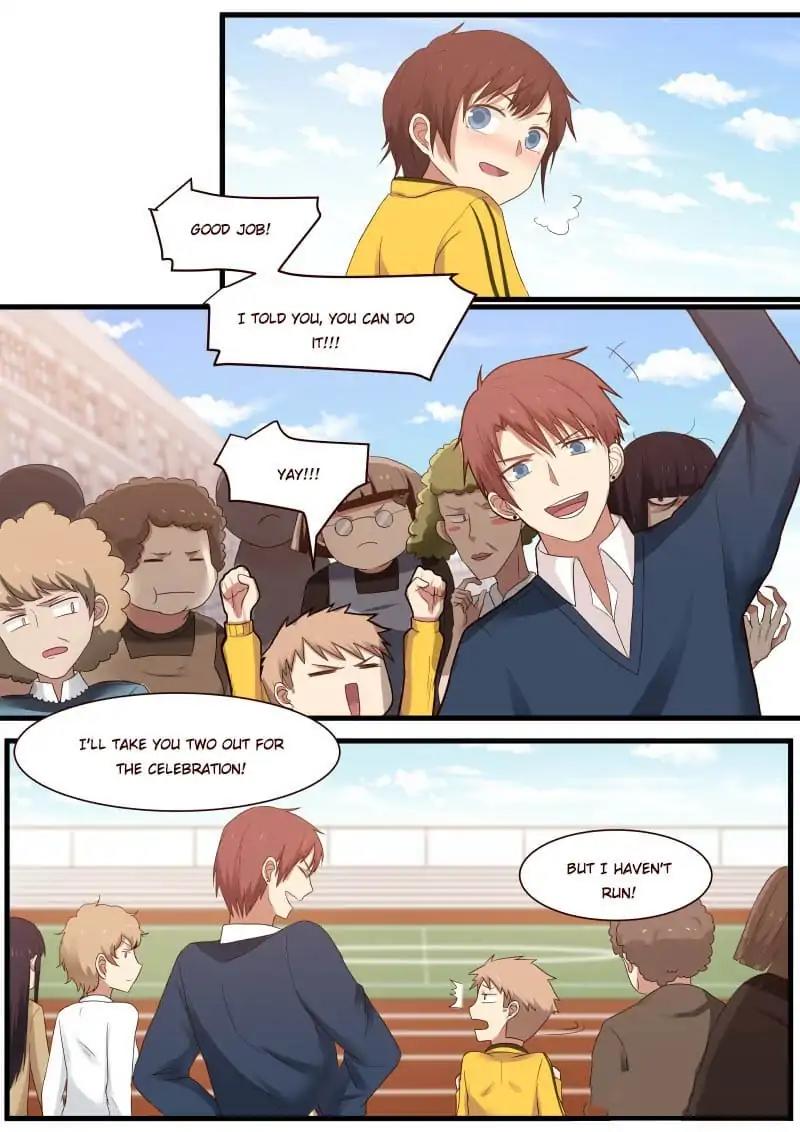 GOOD JOB!
I TOLD YOU, YOU CAN DO
IT!!!
YAY!!!
I'LL TAKE YOU TWO OUT FOR
THE CELEBRATION!
BUT I HAVEN'T
RUN!